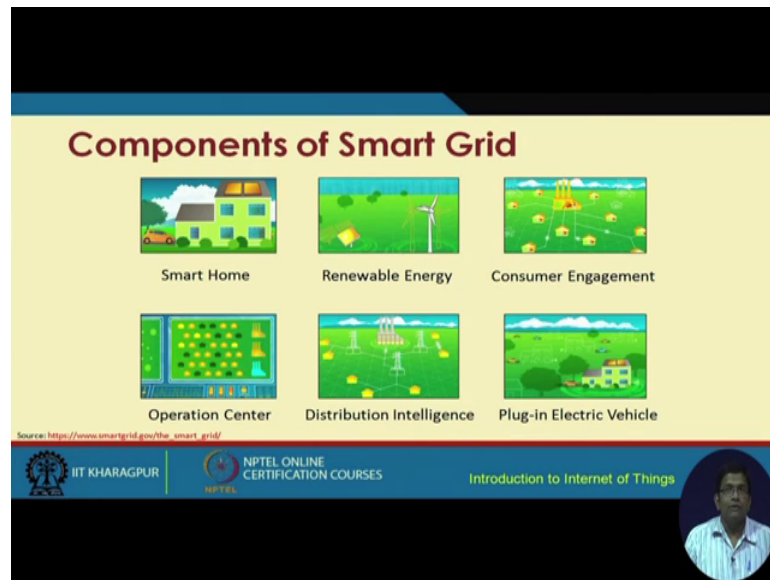 Components of Smart Grid
Smart Home
Renewable Energy
Consumer Engagement
Operation Center
Distribution Intelligence
Plug-in Electric Vehicle
Source: https://www.smartgrid.gov/the_smart_grid/
IIT KHARAGPUR
NPTEL
NPTEL ONLINE
CERTIFICATION COURSES
Introduction to Internet of Things